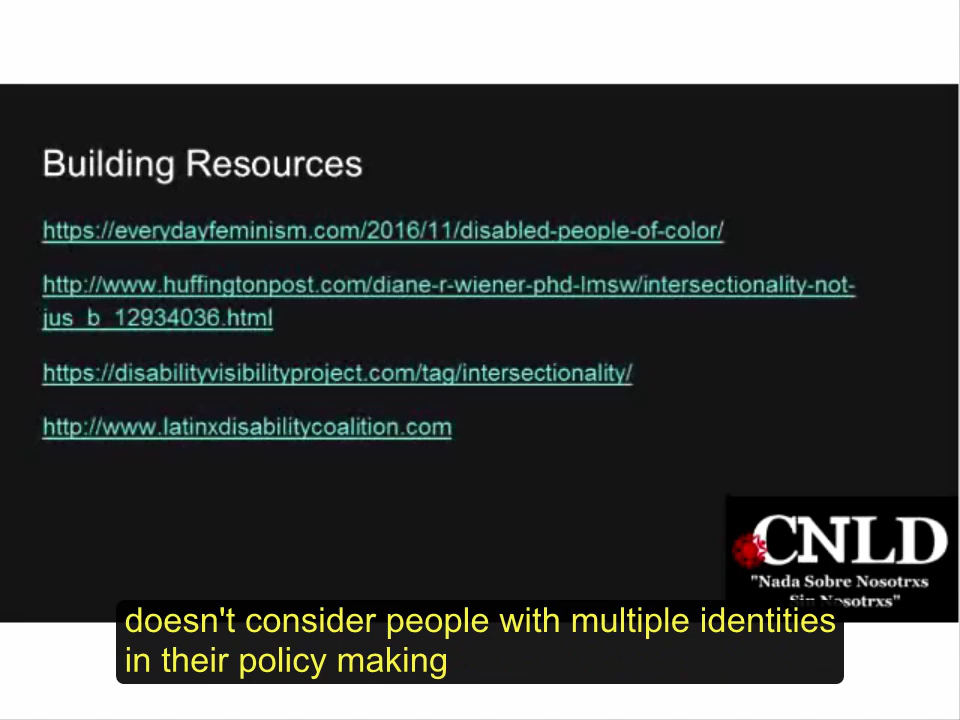 Building Resources
https://everydayfeminism.com/2016/11/disabled-people-of-color/
http://www.huffingtonpost.com/diane-r-wiener-phd-lmsw/intersectionality-not-
jus_b_12934036.html
https://disabilityvisibilityproject.com/tag/intersectionality/
http://www.latinxdisabilitycoalition.com
CNLD
"Nada Sobre Nosotrxs
Sin Nosotrxs"
doesn't consider people with multiple identities
in their policy making